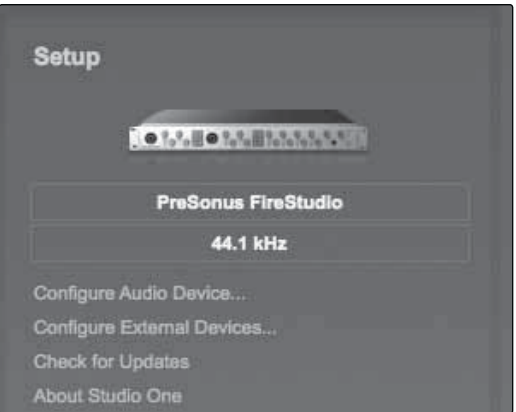 Setup
PreSonus FireStudio
44.1 kHz
Configure Audio Device...
Configure External Devices...
Check for Updates
About Studio One